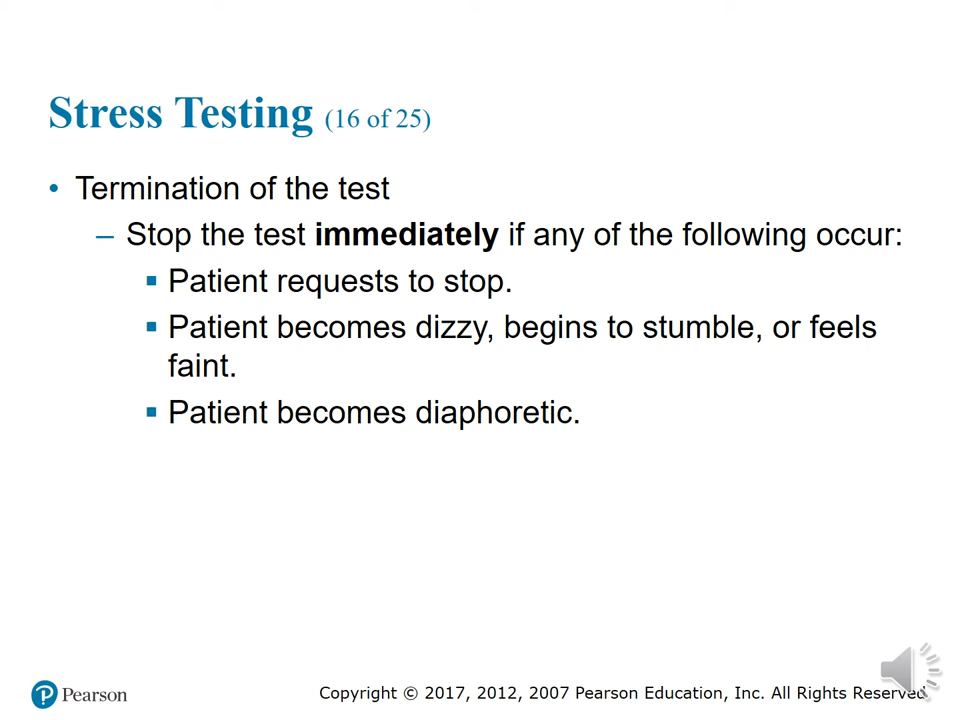 Stress Testing (16 of 25)
• Termination of the test
– Stop the test immediately if any of the following occur:
▪ Patient requests to stop.
▪ Patient becomes dizzy, begins to stumble, or feels
faint.
▪ Patient becomes diaphoretic.
P Pearson
Copyright © 2017, 2012, 2007 Pearson Education, Inc. All Rights Reserved